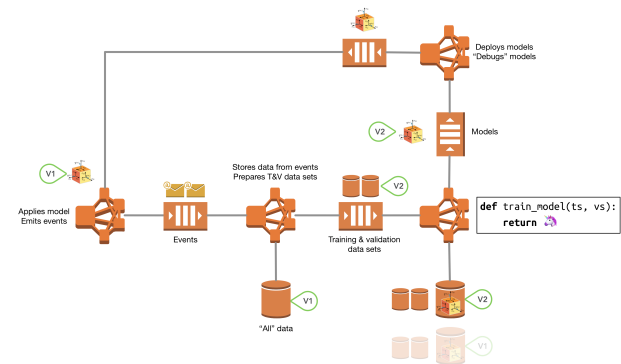 Deploys models
“Debugs” models
V2
Models
V1
Stores data from events
Prepares T&V data sets
V2
Applies model
Emits events
def train_model(ts, vs):
return
Events
Training & validation
data sets
V1
V2
“All” data
V1